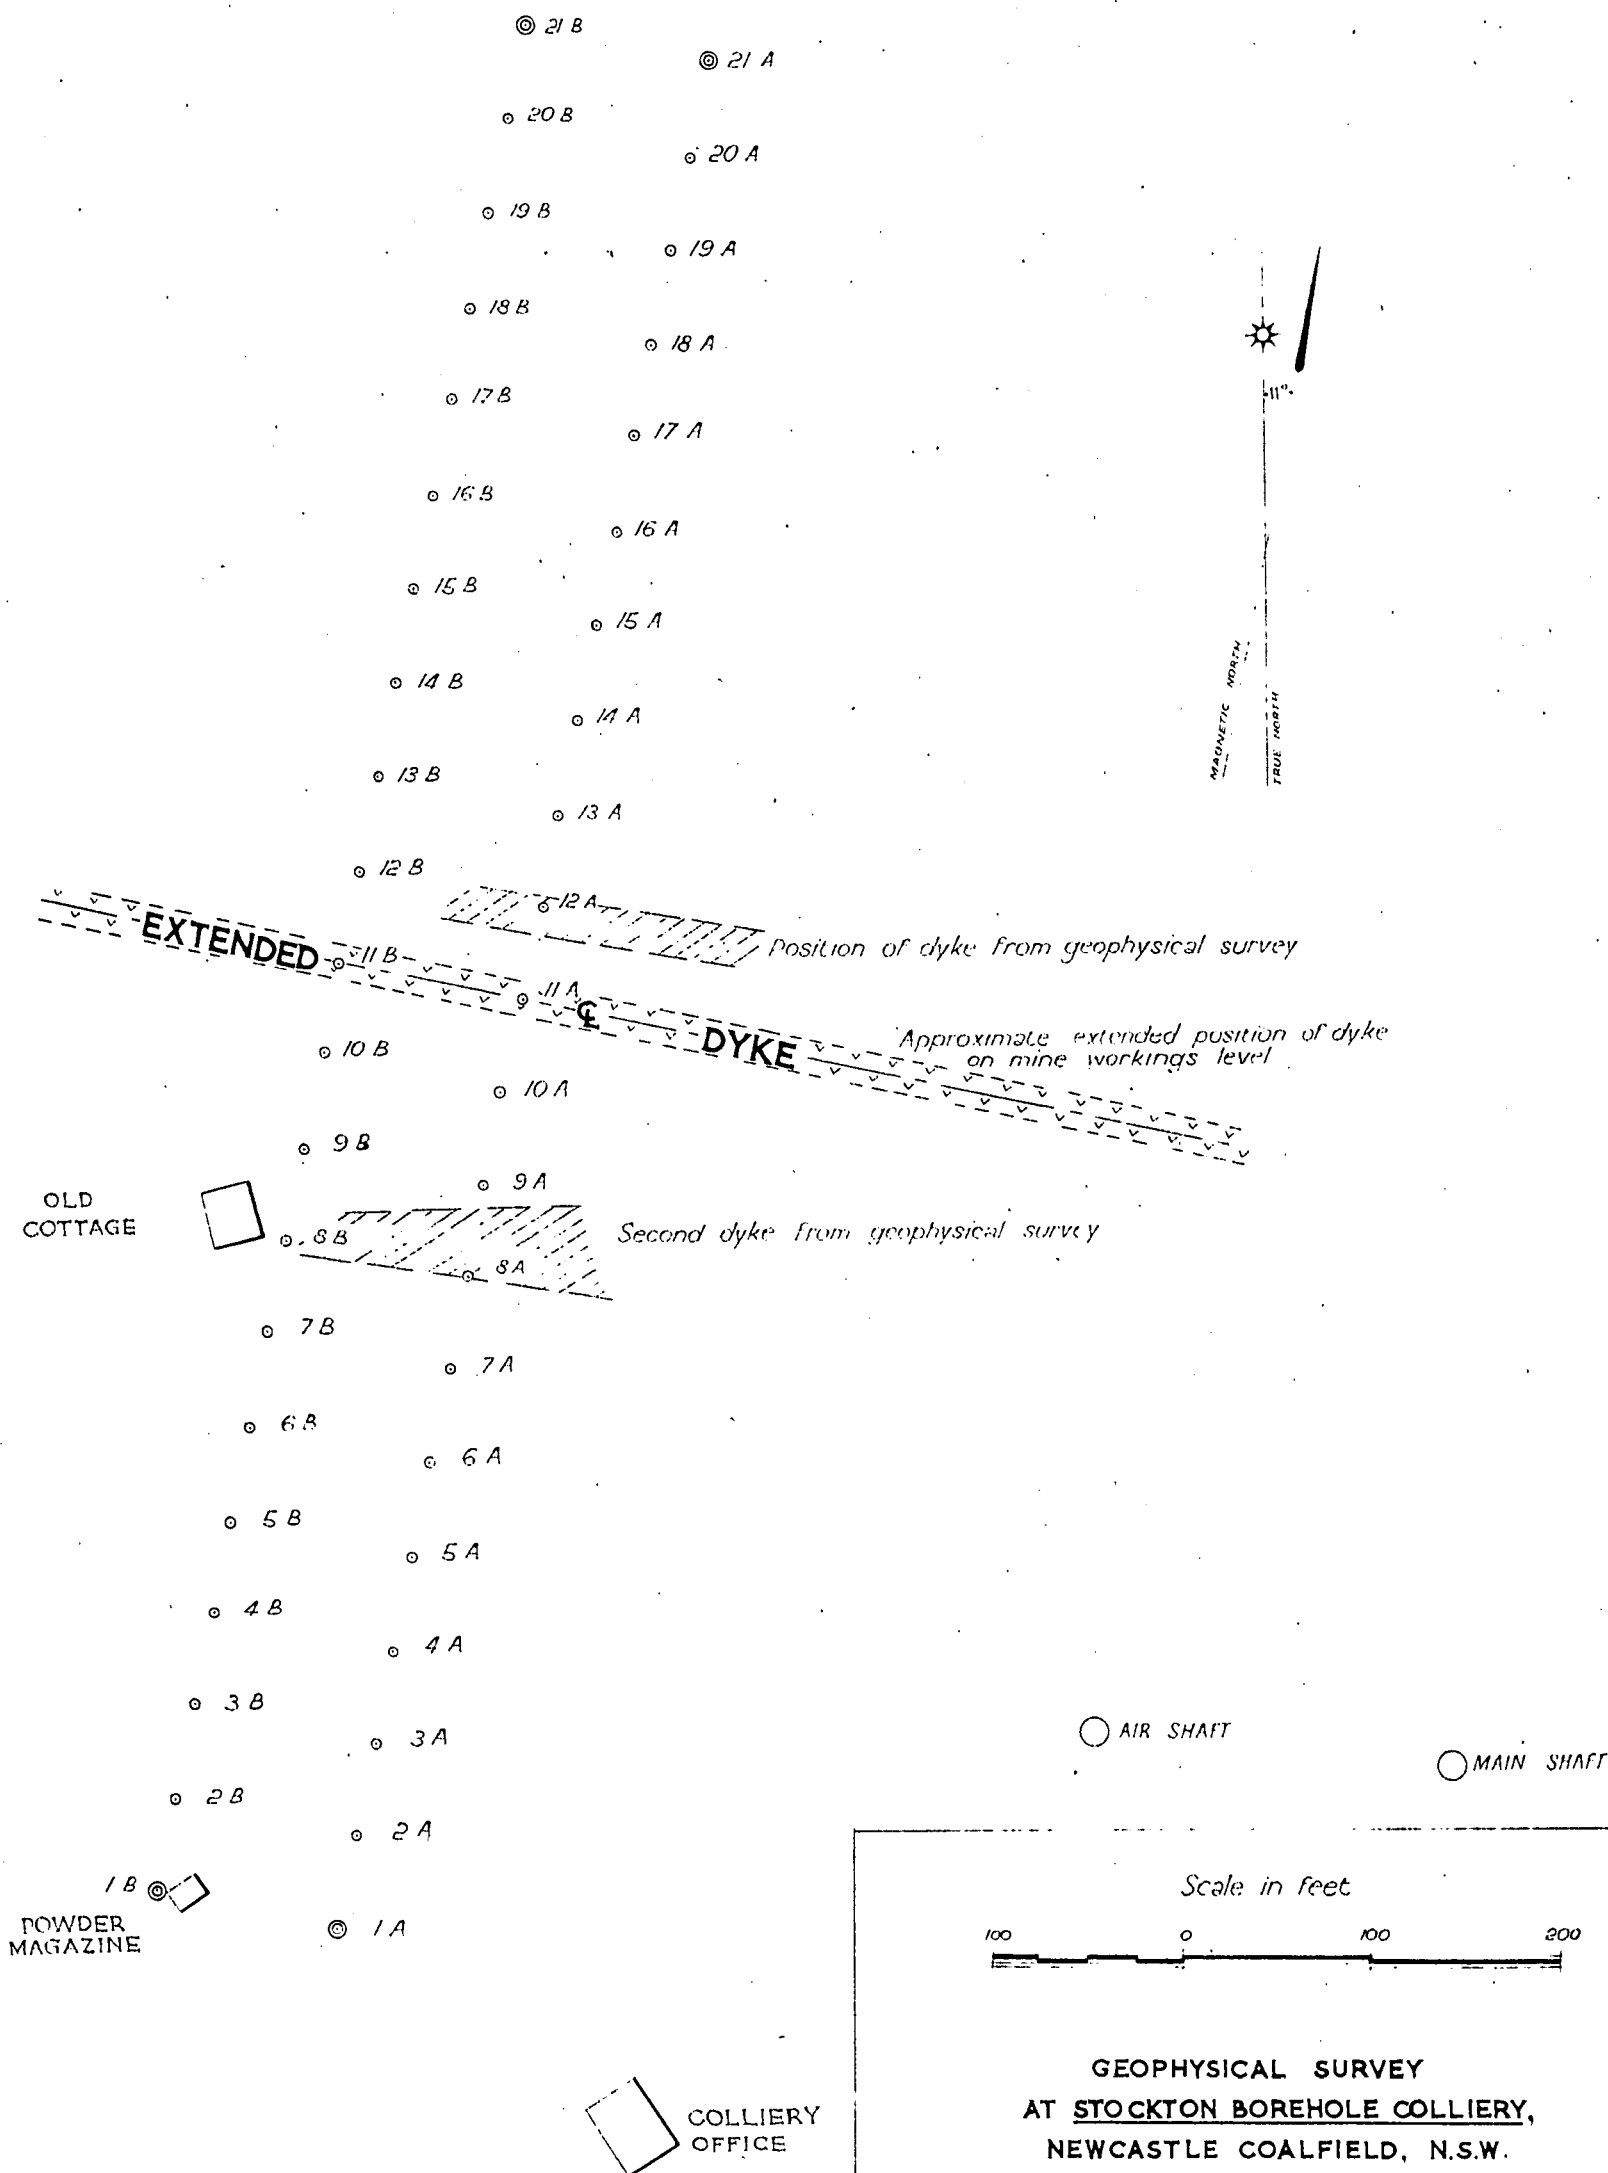 21 B
21 A
20 B
20 A
19 B
19 A
18 B
18 A
17 B
17 A
11°
16 B
16 A
15 B
15 A
14 B
14 A
MAGNETIC NORTH
TRUE NORTH
13 B
13 A
12 B
12 A
Position of dyke from geophysical survey
EXTENDED
11 B
11 A
℄
DYKE
Approximate extended position of dyke
on mine workings level
10 B
10 A
9 B
9 A
OLD
COTTAGE
8 B
Second dyke from geophysical survey
8 A
7 B
7 A
6 B
6 A
5 B
5 A
4 B
4 A
3 B
3 A
AIR SHAFT
MAIN SHAFT
2 B
2 A
1 B
POWDER
MAGAZINE
1 A
Scale in feet
100 0 100 200
COLLIERY
OFFICE
GEOPHYSICAL SURVEY
AT STOCKTON BOREHOLE COLLIERY,
NEWCASTLE COALFIELD, N.S.W.